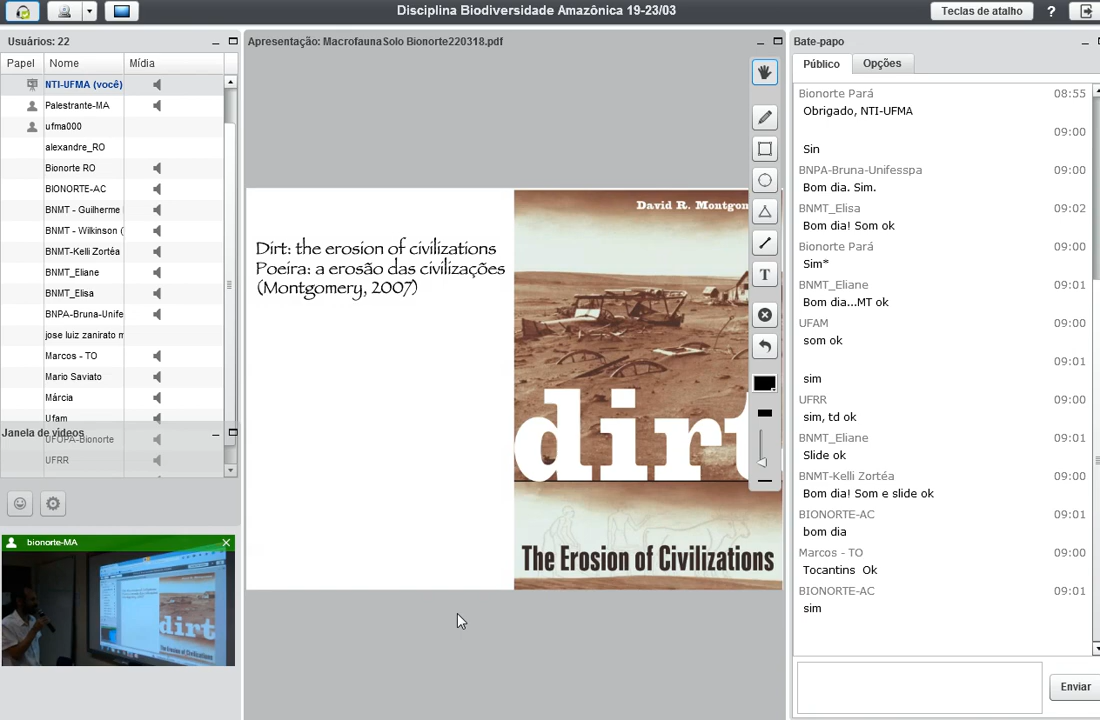 Disciplina Biodiversidade Amazônica 19-23/03
Teclas de atalho
?
Usuários: 22
Papel Nome Mídia
NTI-UFMA (você)
Palestrante-MA
ufma000
alexandre_RO
Bionorte RO
BIONORTE-AC
BNMT - Guilherme
BNMT - Wilkinson (
BNMT-Kelli Zortéa
BNMT_Eliane
BNMT_Elisa
BNPA-Bruna-Unife
jose luiz zanirato m
Marcos - TO
Mario Saviato
Márcia
Ufam
Janela de vídeos
UFOPA-Bionorte
UFRR
bionorte-MA
dirt
The Erosion of Civilizations
Apresentação: MacrofaunaSolo Bionorte220318.pdf
Dirt: the erosion of civilizations
Poeira: a erosão das civilizações
(Montgomery, 2007)
David R. Montgom
dirt
The Erosion of Civilizations
T
Bate-papo
Público Opções
Bionorte Pará 08:55
Obrigado, NTI-UFMA
09:00
Sin
BNPA-Bruna-Unifesspa 09:00
Bom dia. Sim.
BNMT_Elisa 09:02
Bom dia! Som ok
Bionorte Pará 09:00
Sim*
BNMT_Eliane 09:01
Bom dia...MT ok
UFAM 09:00
som ok
09:01
sim
UFRR 09:00
sim, td ok
BNMT_Eliane 09:01
Slide ok
BNMT-Kelli Zortéa 09:00
Bom dia! Som e slide ok
BIONORTE-AC 09:01
bom dia
Marcos - TO 09:00
Tocantins Ok
BIONORTE-AC 09:01
sim
Enviar